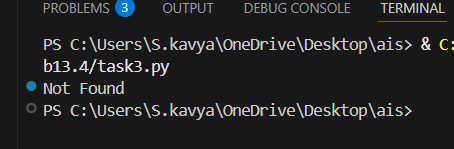 PROBLEMS 3 OUTPUT DEBUG CONSOLE TERMINAL
PS C:\Users\S.kavya\OneDrive\Desktop\ais> & C:
b13.4/task3.py
Not Found
PS C:\Users\S.kavya\OneDrive\Desktop\ais>